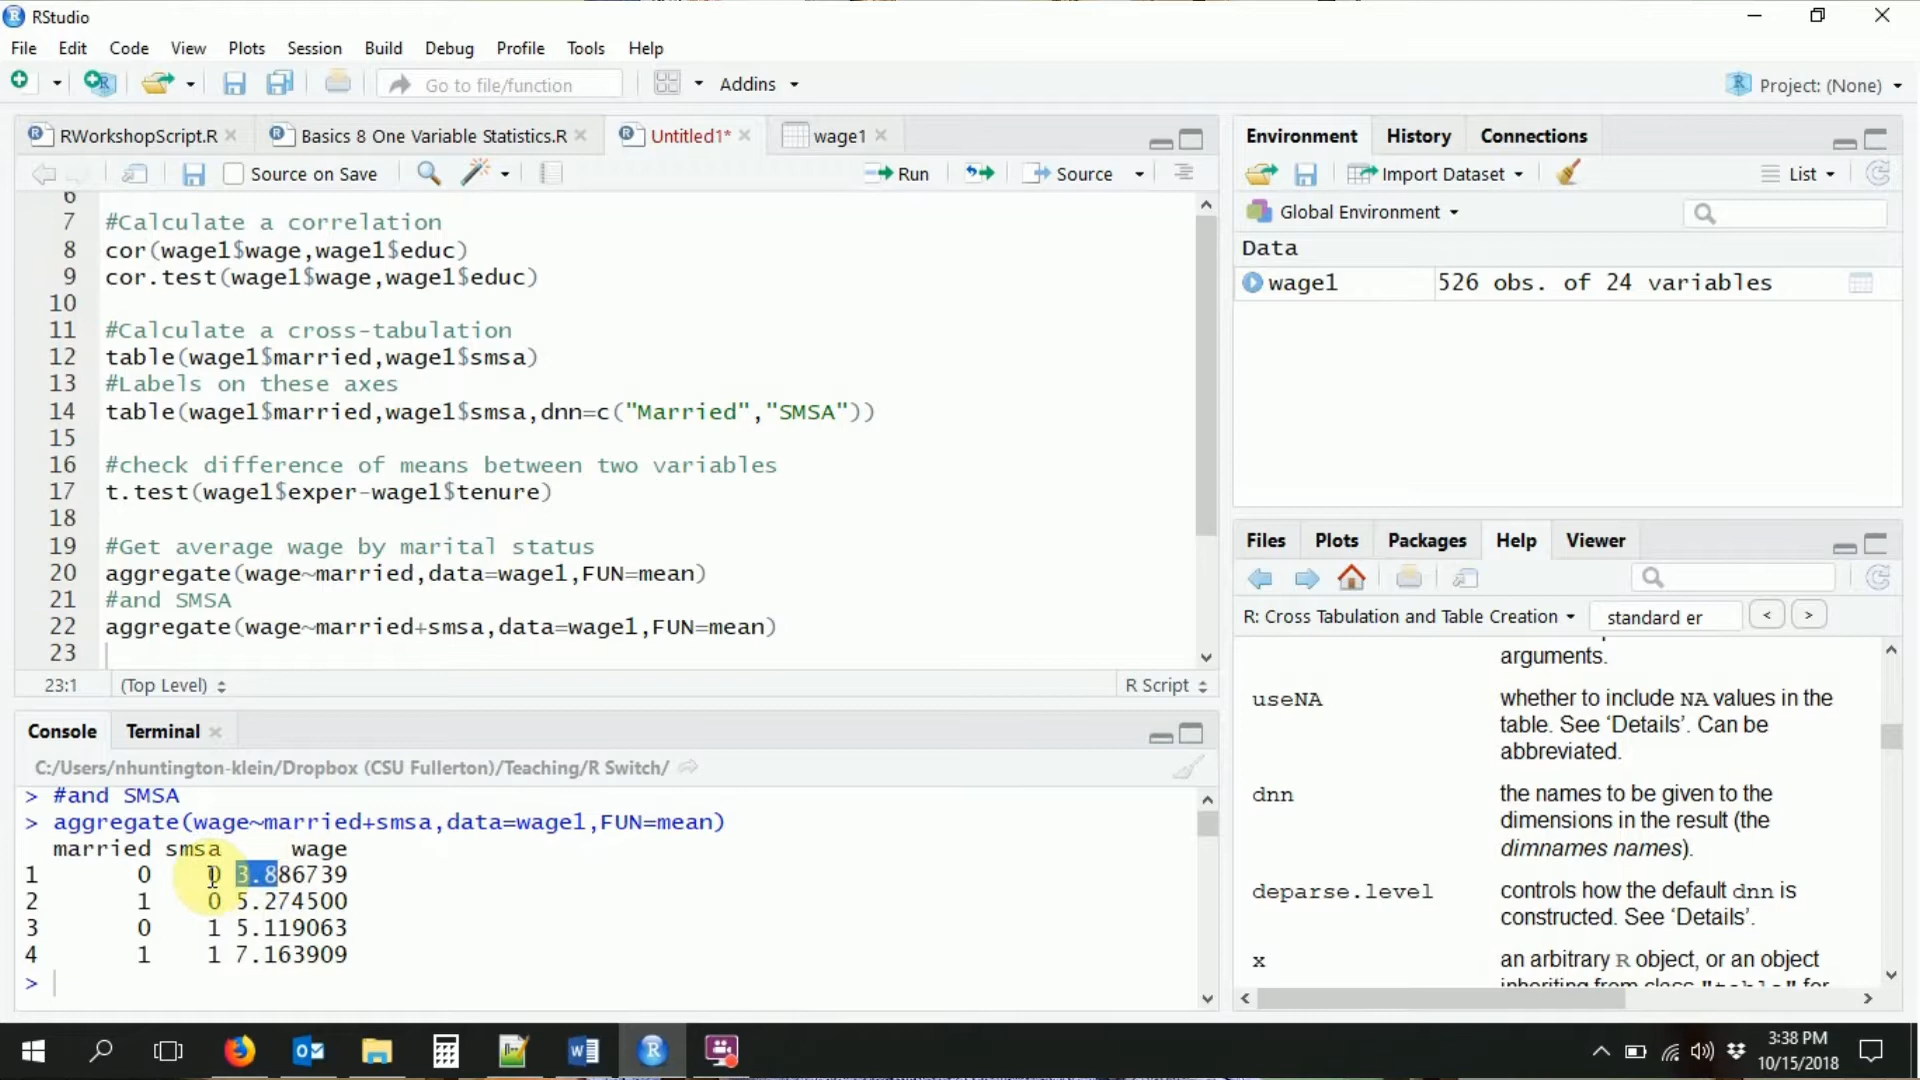 RStudio
File Edit Code View Plots Session Build Debug Profile Tools Help
Go to file/function Addins Project: (None)
RWorkshopScript.R Basics 8 One Variable Statistics.R Untitled1* wage1
Source on Save Run Source
6
7 #Calculate a correlation
8 cor(wage1$wage,wage1$educ)
9 cor.test(wage1$wage,wage1$educ)
10
11 #Calculate a cross-tabulation
12 table(wage1$married,wage1$smsa)
13 #Labels on these axes
14 table(wage1$married,wage1$smsa,dnn=c("Married","SMSA"))
15
16 #check difference of means between two variables
17 t.test(wage1$exper-wage1$tenure)
18
19 #Get average wage by marital status
20 aggregate(wage~married,data=wage1,FUN=mean)
21 #and SMSA
22 aggregate(wage~married+smsa,data=wage1,FUN=mean)
23
23:1 (Top Level) R Script
Console Terminal
C:/Users/nhuntington-klein/Dropbox (CSU Fullerton)/Teaching/R Switch/
> #and SMSA
> aggregate(wage~married+smsa,data=wage1,FUN=mean)
married smsa wage
1 0 0 3.886739
2 1 0 5.274500
3 0 1 5.119063
4 1 1 7.163909
>
Environment History Connections
Import Dataset List
Global Environment
Data
wage1 526 obs. of 24 variables
Files Plots Packages Help Viewer
R: Cross Tabulation and Table Creation standard er < >
arguments.
useNA whether to include NA values in the
table. See ‘Details’. Can be
abbreviated.
dnn the names to be given to the
dimensions in the result (the
dimnames names).
deparse.level controls how the default dnn is
constructed. See ‘Details’.
x an arbitrary R object, or an object
inheriting from class "table" for
3:38 PM
10/15/2018